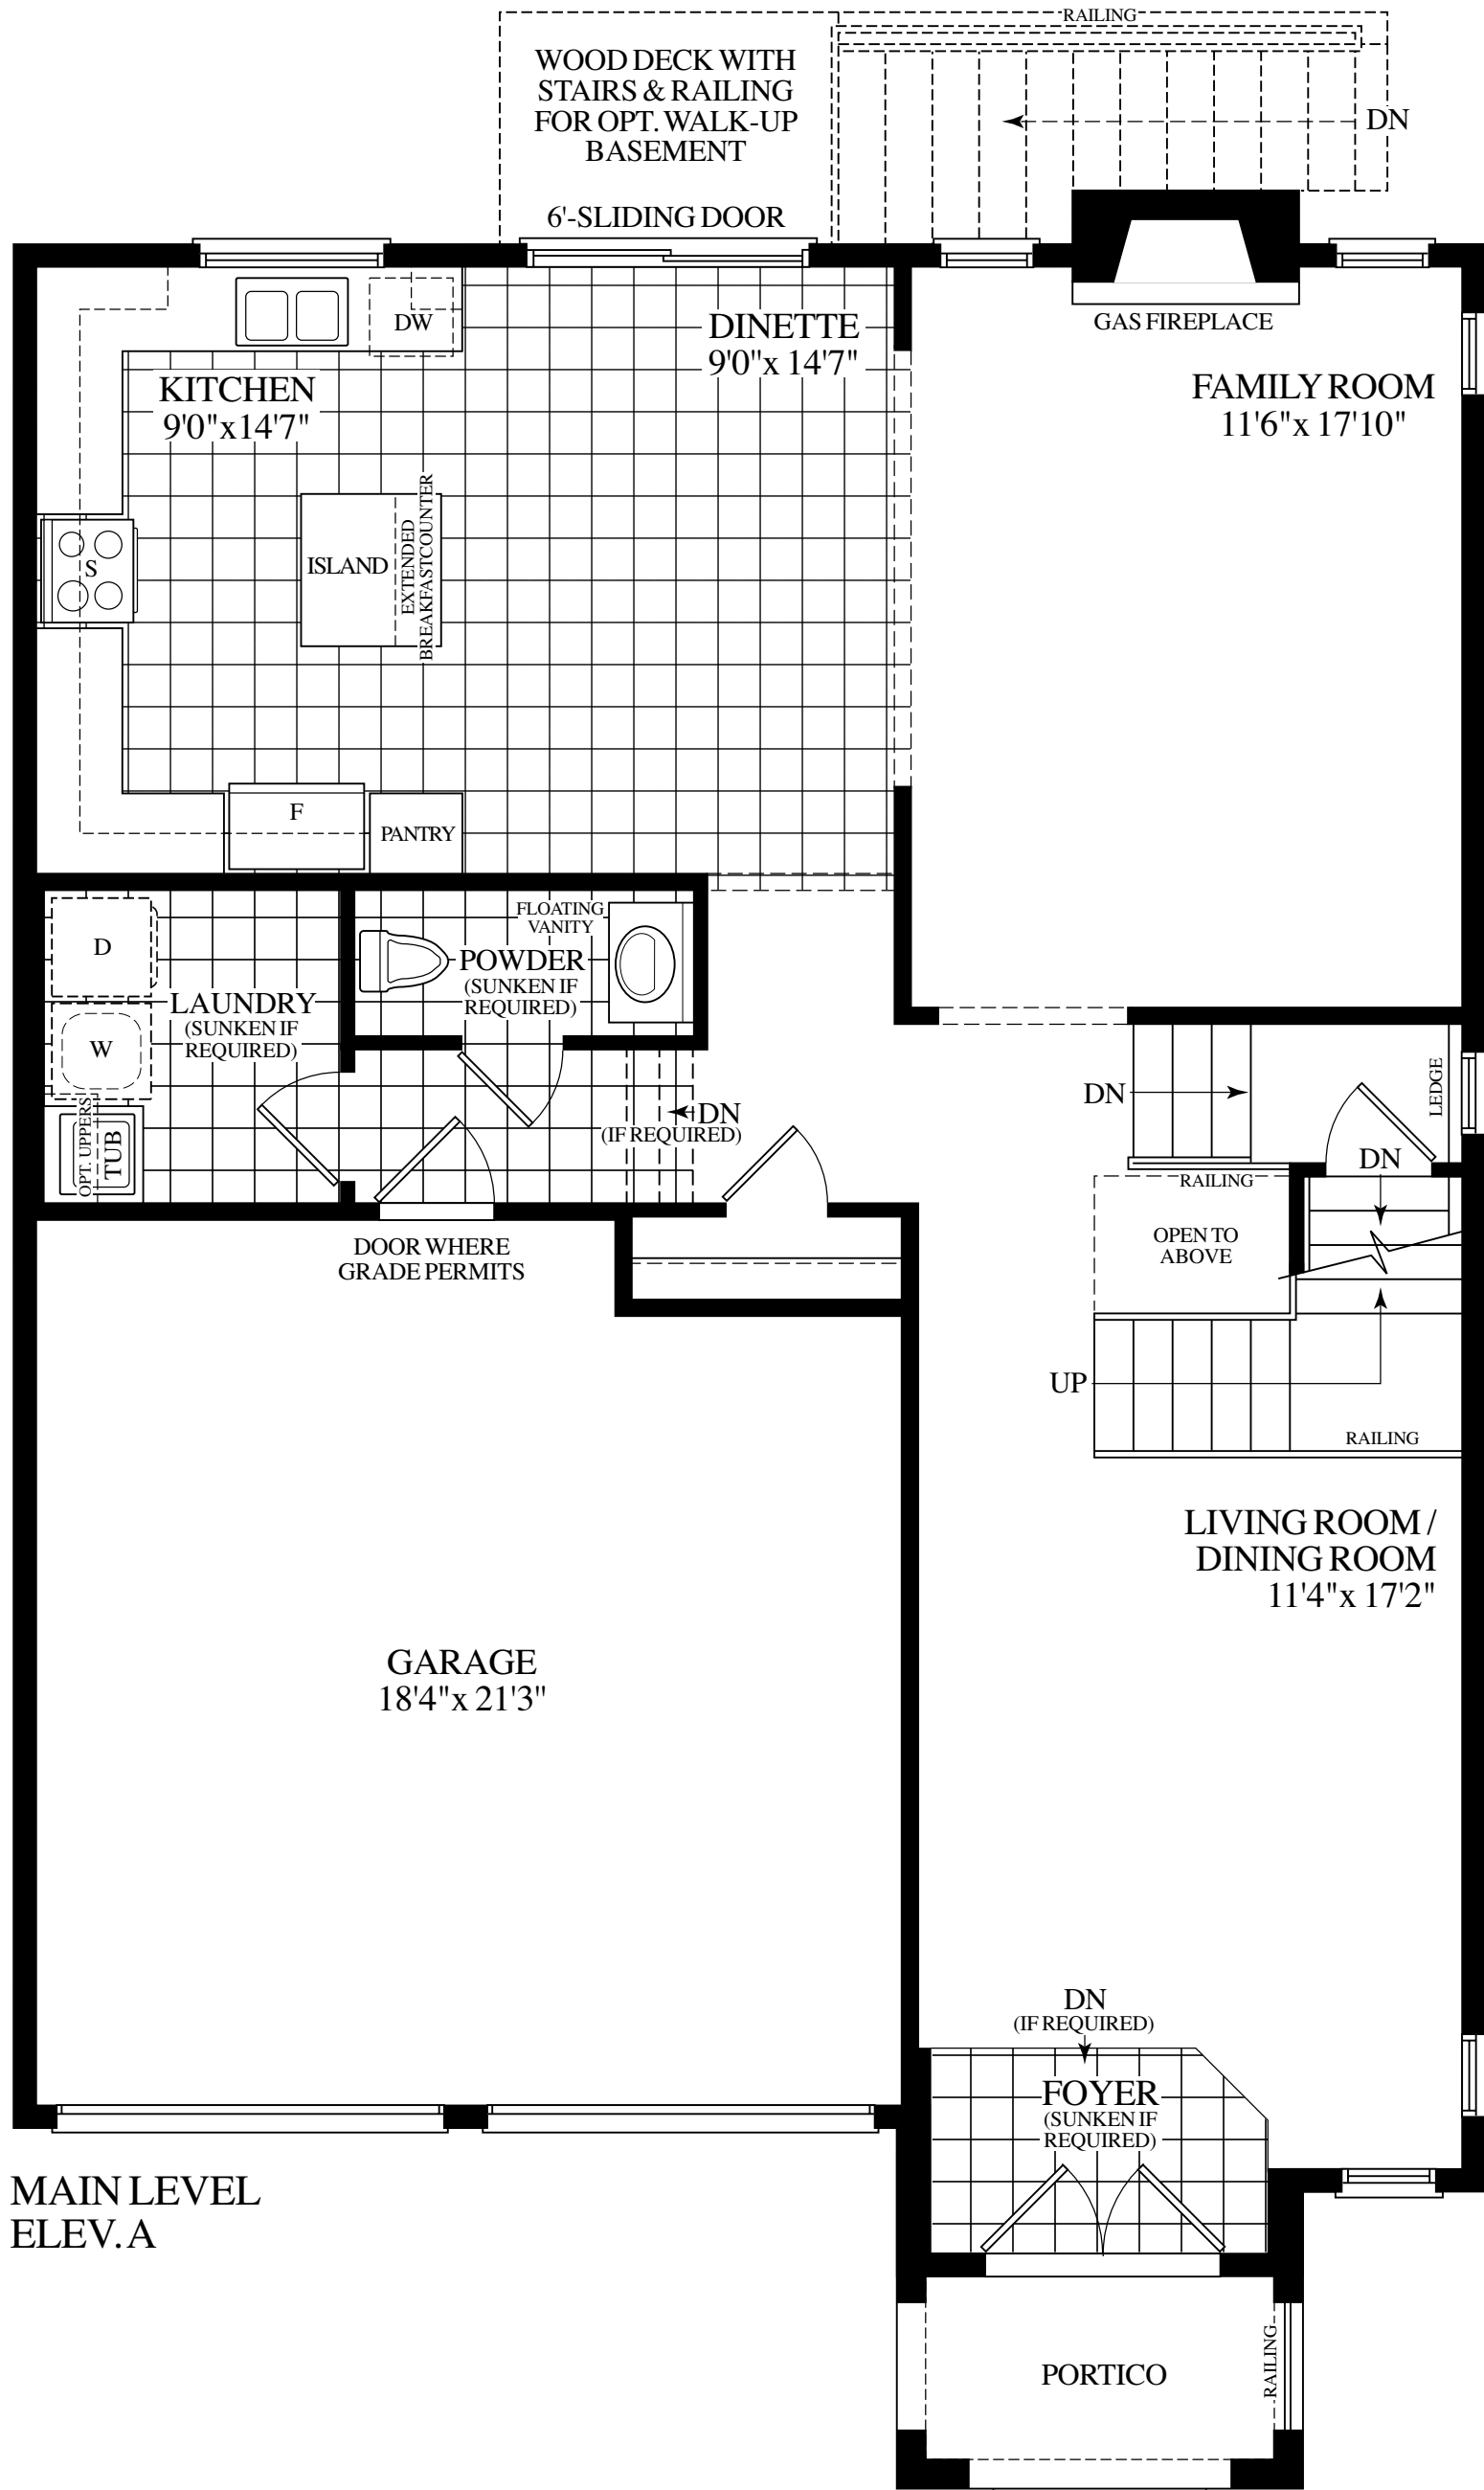 RAILING
WOOD DECK WITH
STAIRS & RAILING
FOR OPT. WALK-UP
BASEMENT
DN
6'-SLIDING DOOR
DW
DINETTE
9'0"x 14'7"
GAS FIREPLACE
KITCHEN
9'0"x14'7"
FAMILY ROOM
11'6"x 17'10"
S
ISLAND
EXTENDED
BREAKFASTCOUNTER
F
PANTRY
D
LAUNDRY
(SUNKEN IF
REQUIRED)
W
OPT. UPPERS
TUB
FLOATING
VANITY
POWDER
(SUNKEN IF
REQUIRED)
DN
(IF REQUIRED)
DN
LEDGE
DN
RAILING
OPEN TO
ABOVE
DOOR WHERE
GRADE PERMITS
UP
RAILING
LIVING ROOM /
DINING ROOM
11'4"x 17'2"
GARAGE
18'4"x 21'3"
DN
(IF REQUIRED)
FOYER
(SUNKEN IF
REQUIRED)
MAIN LEVEL
ELEV. A
PORTICO
RAILING